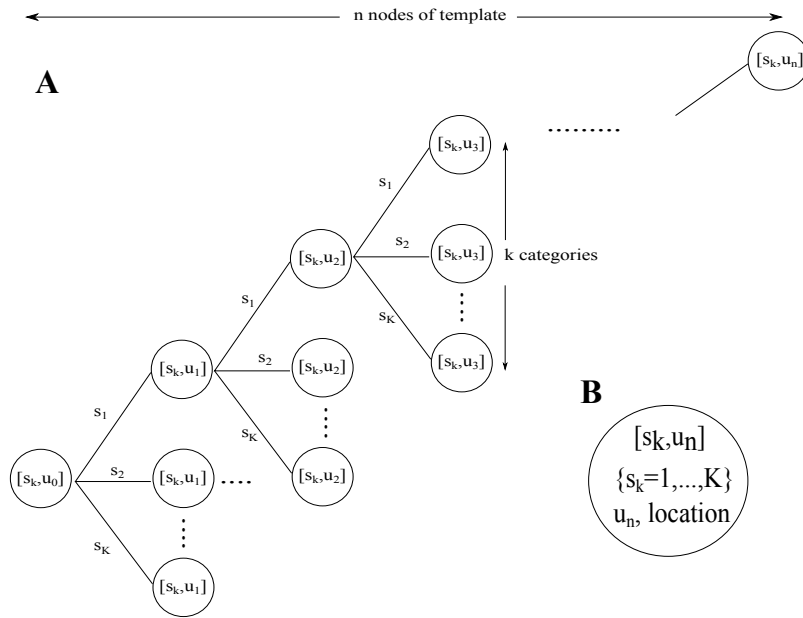 n nodes of template
A
[s_k,u_n]
[s_k,u_3]
s_1
s_2
[s_k,u_3]
k categories
[s_k,u_2]
s_1
s_K
[s_k,u_3]
[s_k,u_1]
s_2
[s_k,u_2]
s_1
s_K
[s_k,u_0]
s_2
[s_k,u_1]
[s_k,u_2]
s_K
[s_k,u_1]
B
[s_k,u_n]
{s_k=1,...,K}
u_n, location